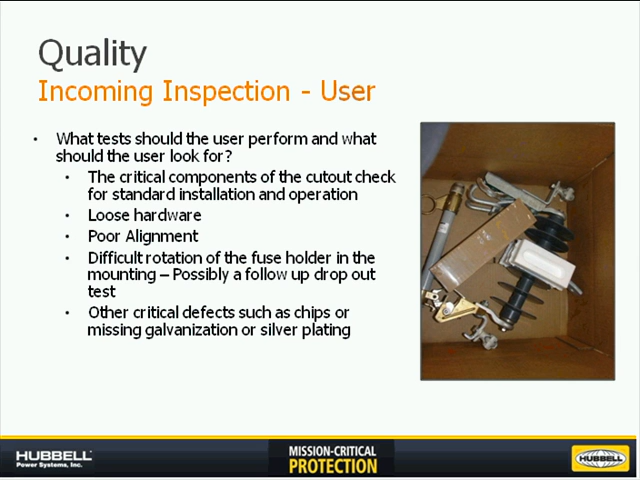 Quality
Incoming Inspection - User
• What tests should the user perform and what
should the user look for?
• The critical components of the cutout check
for standard installation and operation
• Loose hardware
• Poor Alignment
• Difficult rotation of the fuse holder in the
mounting – Possibly a follow up drop out
test
• Other critical defects such as chips or
missing galvanization or silver plating
HUBBELL
Power Systems, Inc.
MISSION-CRITICAL
PROTECTION
HUBBELL